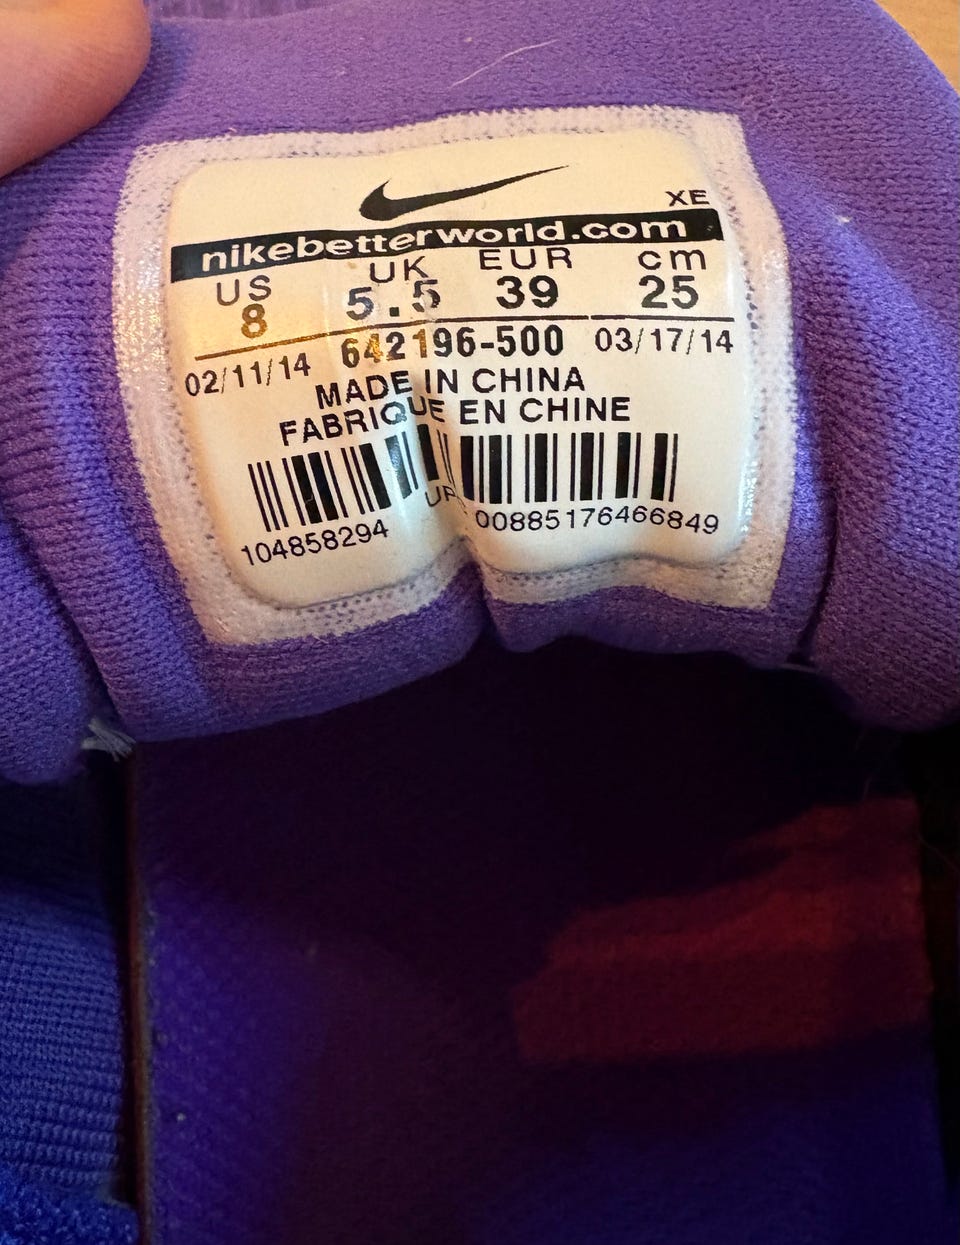 XE
nikebetterworld.com
US UK EUR cm
8 5.5 39 25
02/11/14 642196-500 03/17/14
MADE IN CHINA
FABRIQUE EN CHINE
104858294 00885176466849